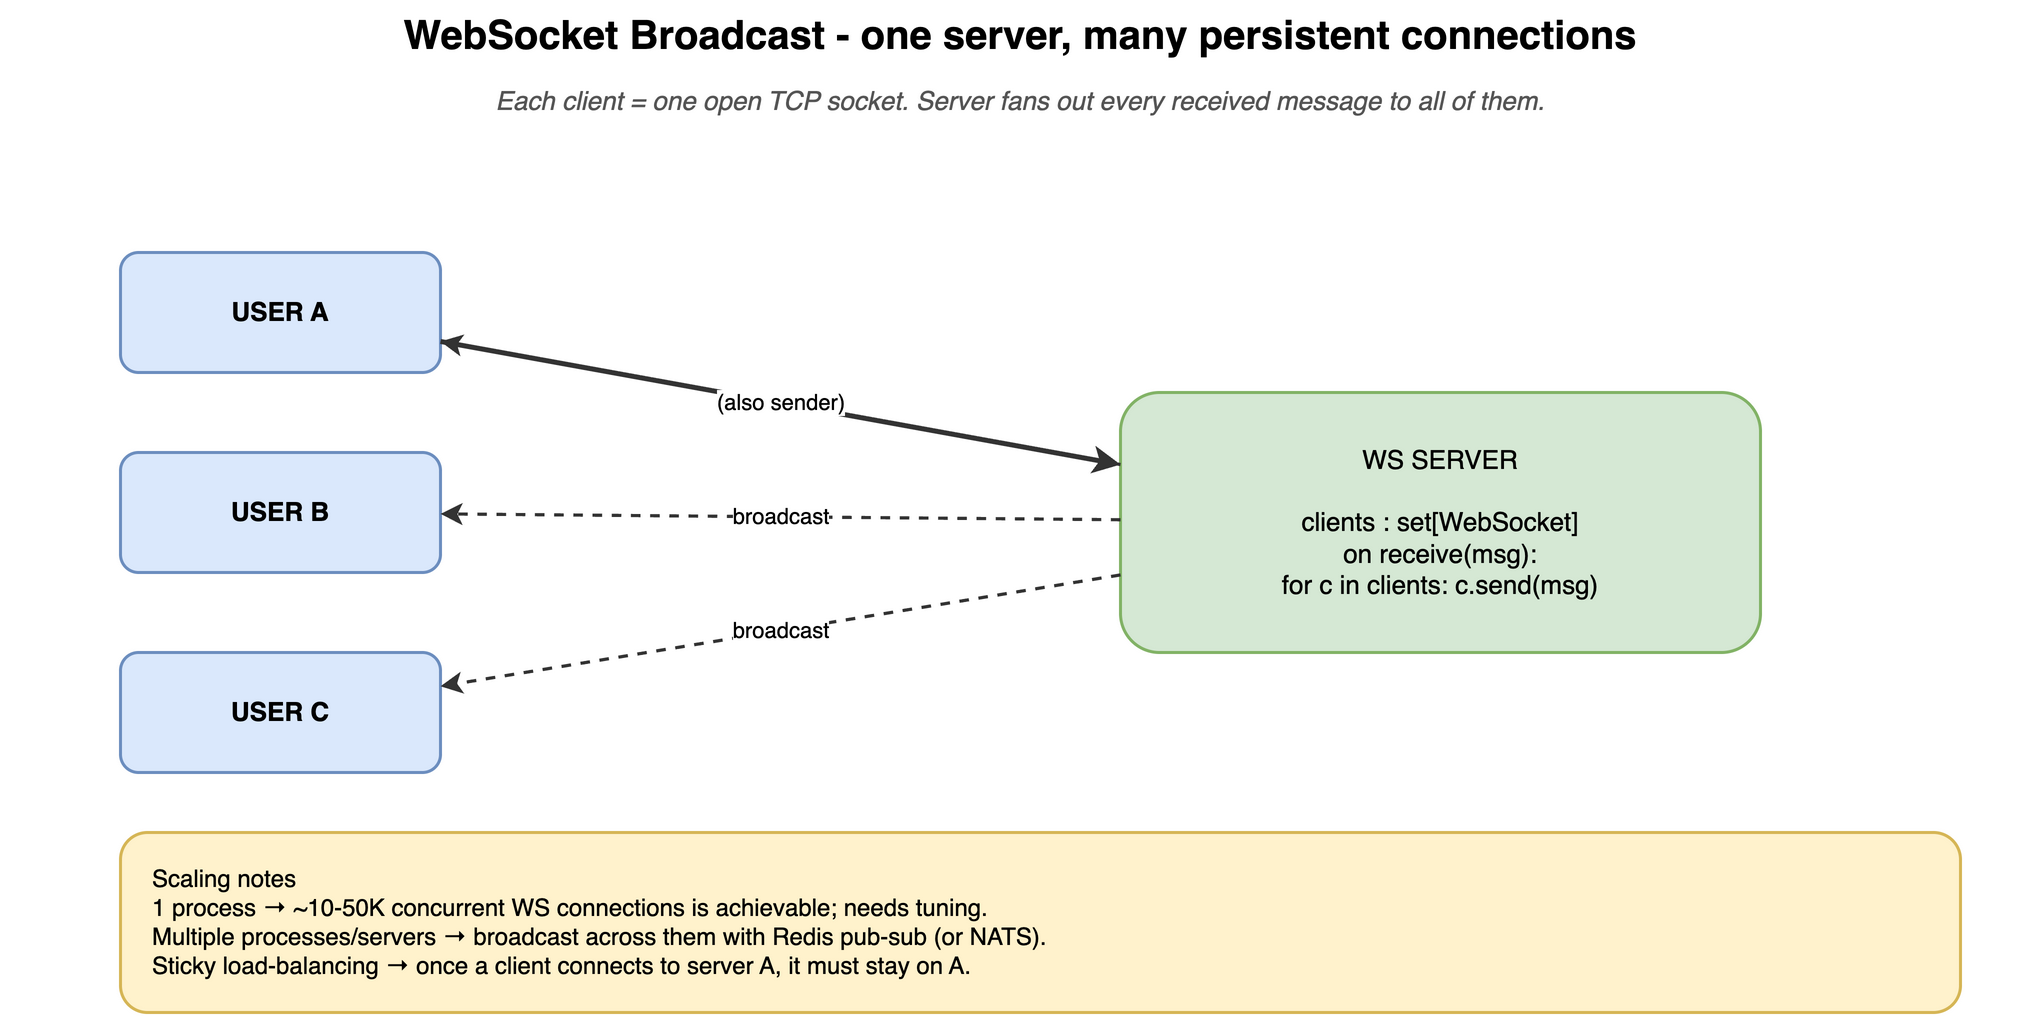 WebSocket Broadcast - one server, many persistent connections
Each client = one open TCP socket. Server fans out every received message to all of them.
USER A
(also sender)
WS SERVER
USER B
broadcast
clients : set[WebSocket]
on receive(msg):
for c in clients: c.send(msg)
broadcast
USER C
Scaling notes
1 process → ~10-50K concurrent WS connections is achievable; needs tuning.
Multiple processes/servers → broadcast across them with Redis pub-sub (or NATS).
Sticky load-balancing → once a client connects to server A, it must stay on A.